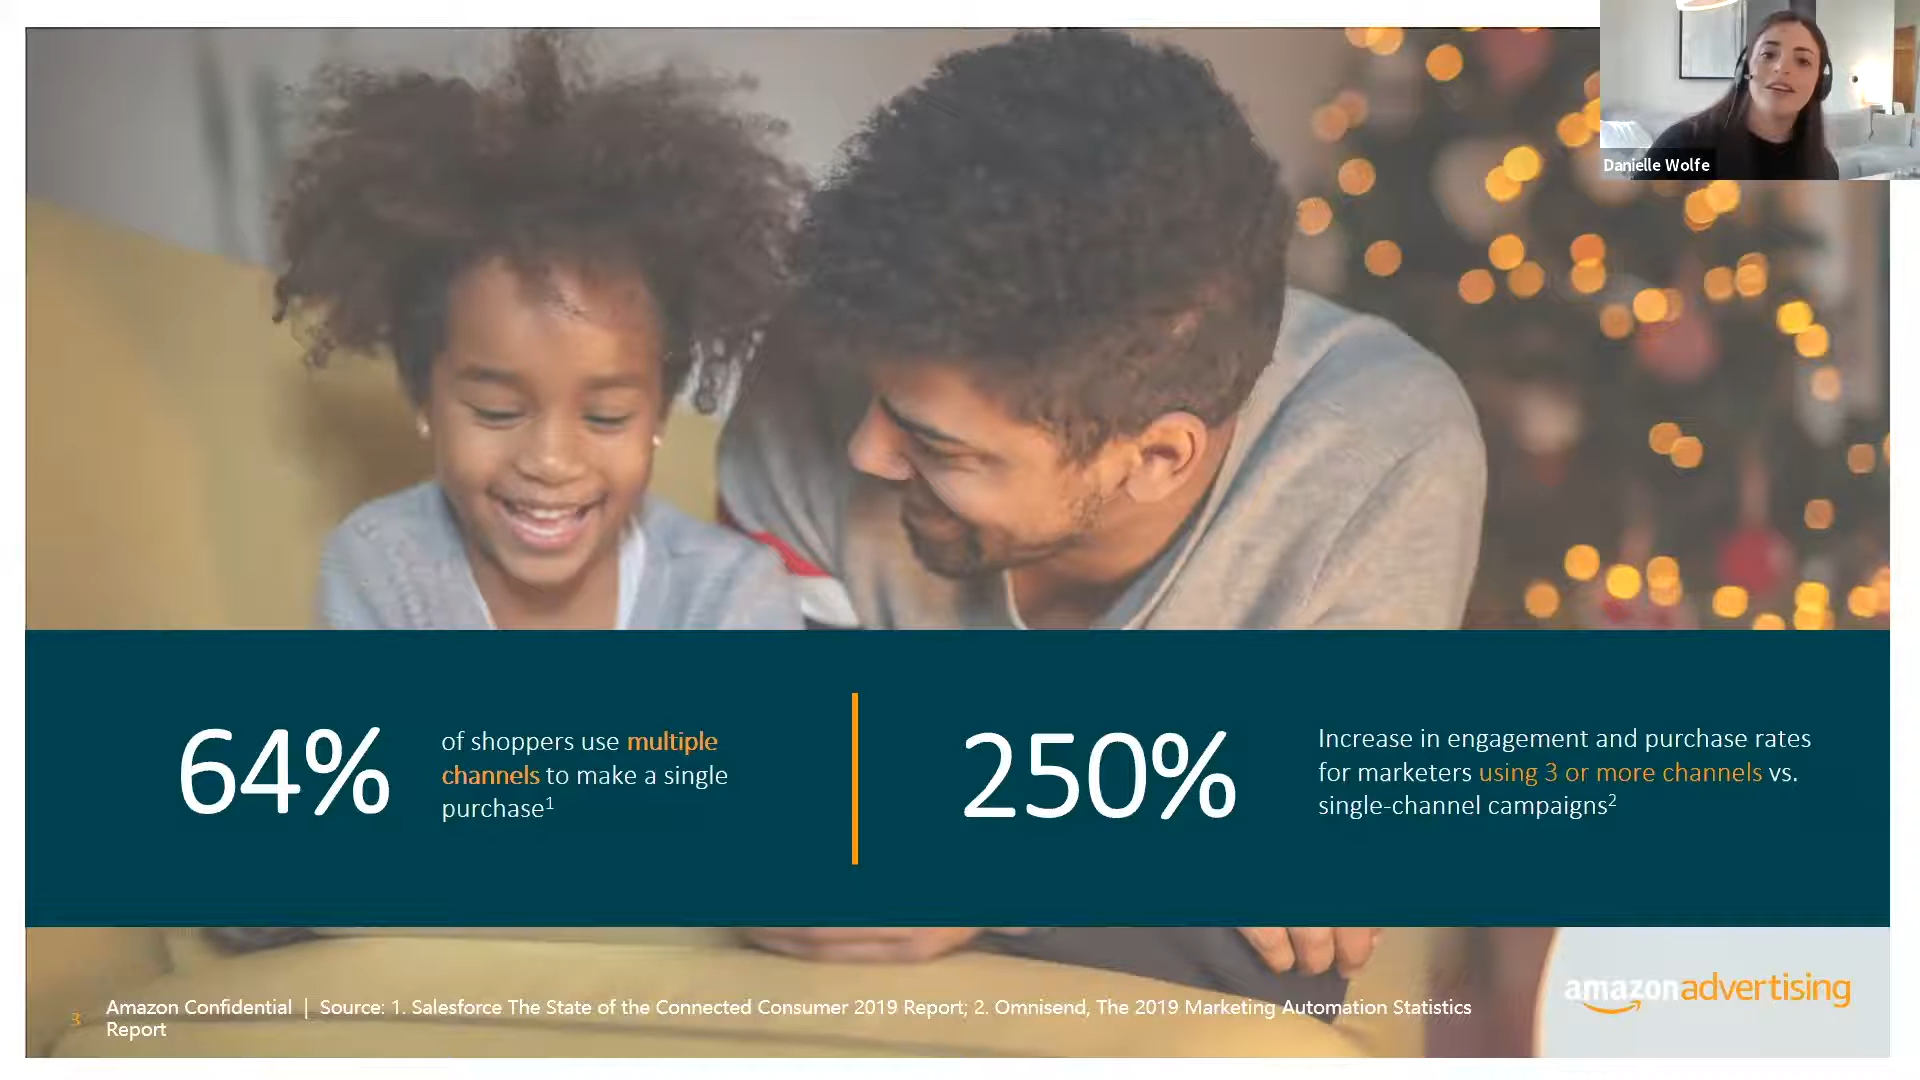 Danielle Wolfe
64%
of shoppers use multiple
channels to make a single
purchase¹
250%
Increase in engagement and purchase rates
for marketers using 3 or more channels vs.
single-channel campaigns²
3
Amazon Confidential | Source: 1. Salesforce The State of the Connected Consumer 2019 Report; 2. Omnisend, The 2019 Marketing Automation Statistics
Report
amazonadvertising